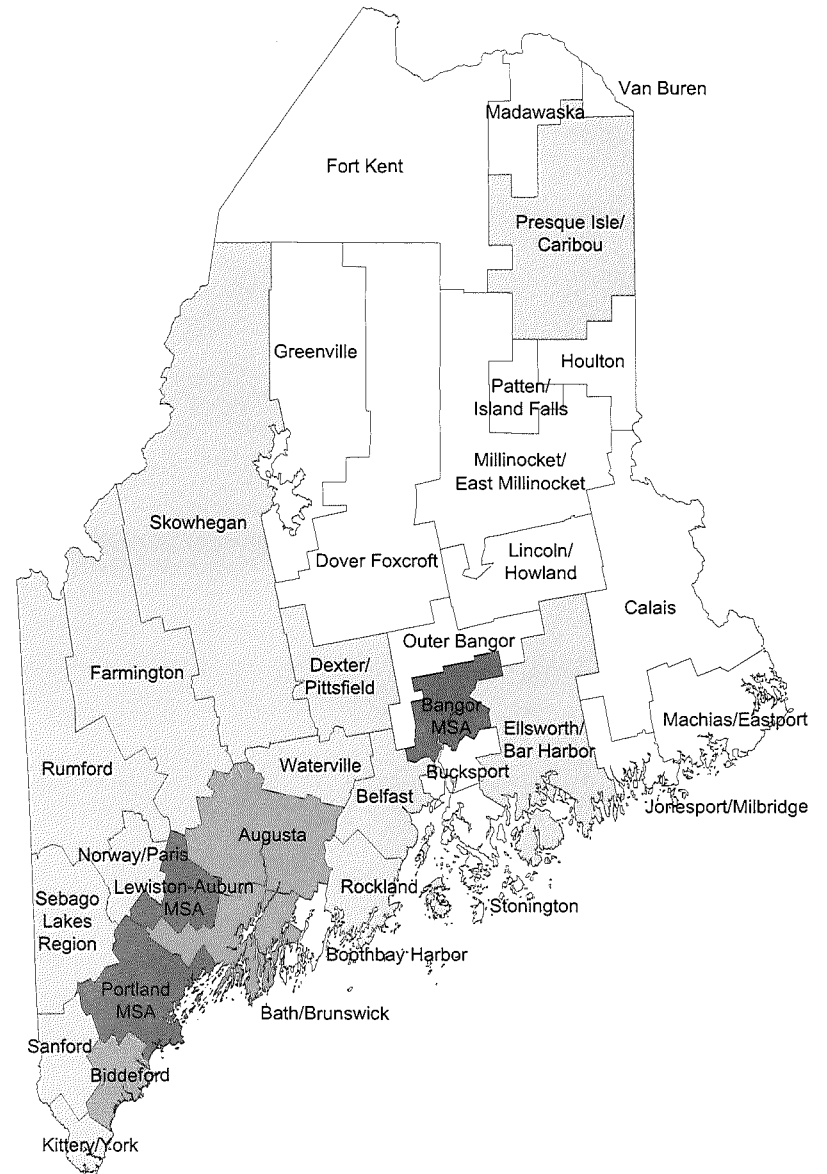 Van Buren
Madawaska
Fort Kent
Presque Isle/
Caribou
Greenville
Houlton
Patten/
Island Falls
Millinocket/
East Millinocket
Skowhegan
Lincoln/
Howland
Dover Foxcroft
Calais
Outer Bangor
Farmington
Dexter/
Pittsfield
Bangor
MSA
Ellsworth/
Bar Harbor
Machias/Eastport
Rumford
Waterville
Bucksport
Belfast
Jonesport/Milbridge
Augusta
Norway/Paris
Lewiston-Auburn
MSA
Rockland
Sebago
Lakes
Region
Stonington
Boothbay Harbor
Portland
MSA
Bath/Brunswick
Sanford
Biddeford
Kittery/York